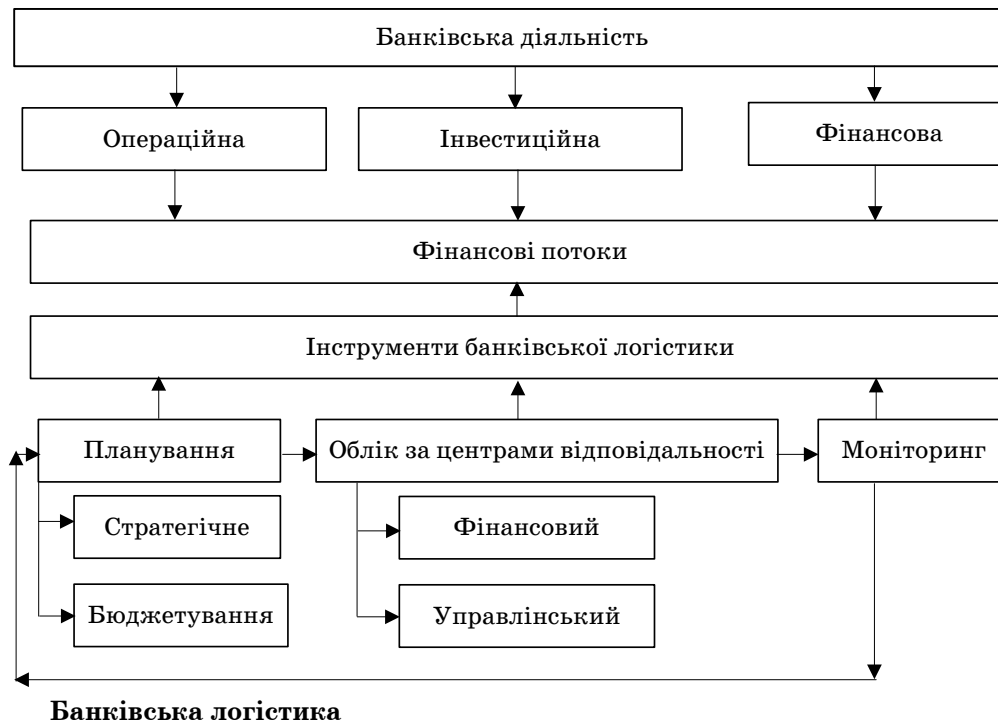 Банківська діяльність
Операційна
Інвестиційна
Фінансова
Фінансові потоки
Інструменти банківської логістики
Планування
Облік за центрами відповідальності
Моніторинг
Стратегічне
Фінансовий
Бюджетування
Управлінський
Банківська логістика